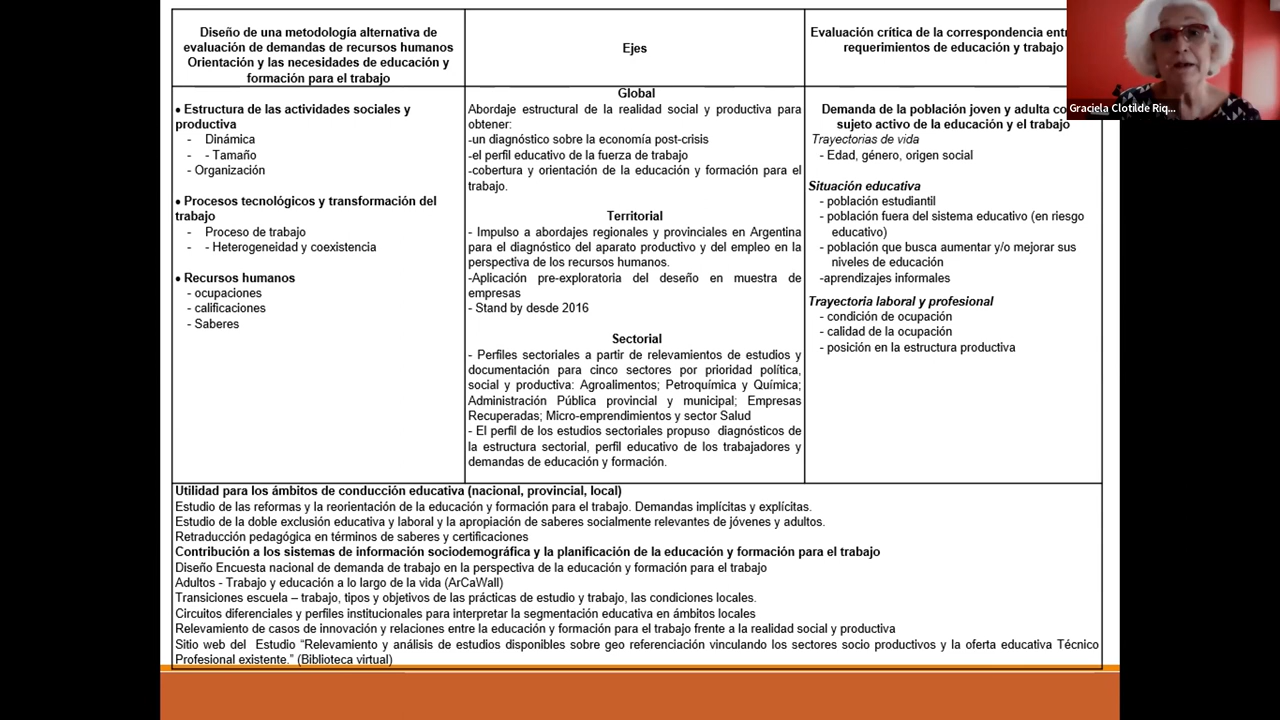 Diseño de una metodología alternativa de
evaluación de demandas de recursos humanos
Orientación y las necesidades de educación y
formación para el trabajo
Ejes
Evaluación crítica de la correspondencia
requerimientos de educación y trabajo
• Estructura de las actividades sociales y
productiva
- Dinámica
- - Tamaño
- Organización
• Procesos tecnológicos y transformación del
trabajo
- Proceso de trabajo
- - Heterogeneidad y coexistencia
• Recursos humanos
- ocupaciones
- calificaciones
- Saberes
Global
Abordaje estructural de la realidad social y productiva para
obtener:
-un diagnóstico sobre la economía post-crisis
-el perfil educativo de la fuerza de trabajo
-cobertura y orientación de la educación y formación para el
trabajo.
Territorial
- Impulso a abordajes regionales y provinciales en Argentina
para el diagnóstico del aparato productivo y del empleo en la
perspectiva de los recursos humanos.
-Aplicación pre-exploratoria del deseño en muestra de
empresas
- Stand by desde 2016
Sectorial
- Perfiles sectoriales a partir de relevamientos de estudios y
documentación para cinco sectores por prioridad política,
social y productiva: Agroalimentos; Petroquímica y Química;
Administración Pública provincial y municipal; Empresas
Recuperadas; Micro-emprendimientos y sector Salud
- El perfil de los estudios sectoriales propuso diagnósticos de
la estructura sectorial, perfil educativo de los trabajadores y
demandas de educación y formación.
Demanda de la población joven y adulta
sujeto activo de la educación y el trabajo
Trayectorias de vida
- Edad, género, origen social
Situación educativa
- población estudiantil
- población fuera del sistema educativo (en riesgo
educativo)
- población que busca aumentar y/o mejorar sus
niveles de educación
-aprendizajes informales
Trayectoria laboral y profesional
- condición de ocupación
- calidad de la ocupación
- posición en la estructura productiva
Utilidad para los ámbitos de conducción educativa (nacional, provincial, local)
Estudio de las reformas y la reorientación de la educación y formación para el trabajo. Demandas implícitas y explícitas.
Estudio de la doble exclusión educativa y laboral y la apropiación de saberes socialmente relevantes de jóvenes y adultos.
Retraducción pedagógica en términos de saberes y certificaciones
Contribución a los sistemas de información sociodemográfica y la planificación de la educación y formación para el trabajo
Diseño Encuesta nacional de demanda de trabajo en la perspectiva de la educación y formación para el trabajo
Adultos - Trabajo y educación a lo largo de la vida (ArCaWall)
Transiciones escuela – trabajo, tipos y objetivos de las prácticas de estudio y trabajo, las condiciones locales.
Circuitos diferenciales y perfiles institucionales para interpretar la segmentación educativa en ámbitos locales
Relevamiento de casos de innovación y relaciones entre la educación y formación para el trabajo frente a la realidad social y productiva
Sitio web del Estudio “Relevamiento y análisis de estudios disponibles sobre geo referenciación vinculando los sectores socio productivos y la oferta educativa Técnico
Profesional existente.” (Biblioteca virtual)
Graciela Clotilde Riq...